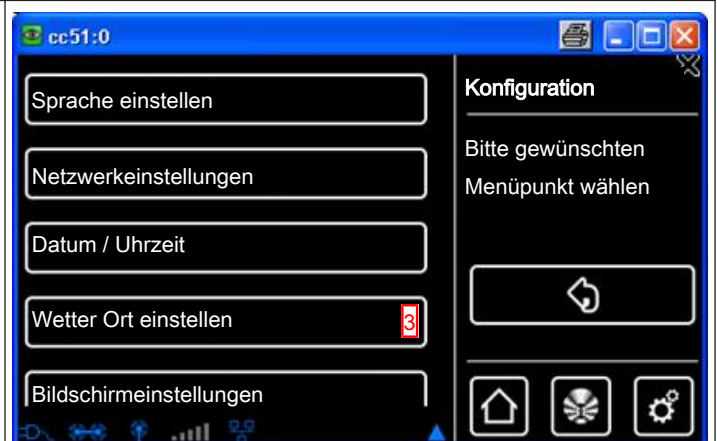 cc51:0
Sprache einstellen
Netzwerkeinstellungen
Datum / Uhrzeit
Wetter Ort einstellen 3
Bildschirmeinstellungen
Konfiguration
Bitte gewünschten
Menüpunkt wählen